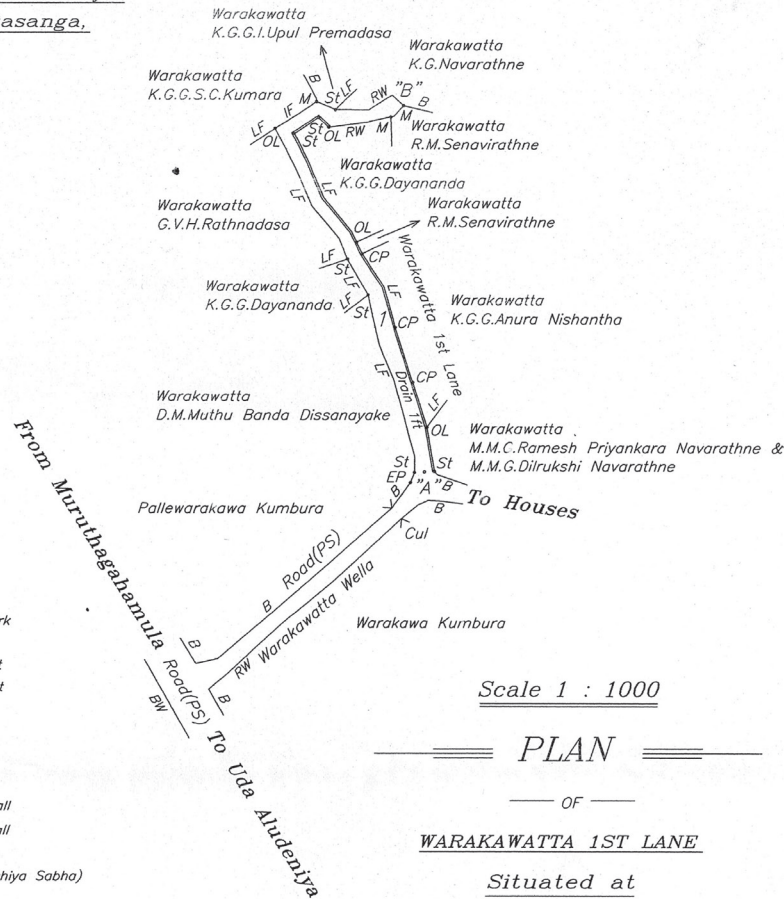 asanga,
Warakawatta
K.G.G.I.Upul Premadasa
Warakawatta
K.G.Navarathne
Warakawatta
K.G.G.S.C.Kumara
B
M
St
LF
RW
"B"
B
LF
IF
OL
St
St
OL
RW
M
M
Warakawatta
R.M.Senavirathne
Warakawatta
K.G.G.Dayananda
LF
LF
Warakawatta
G.V.H.Rathnadasa
Warakawatta
R.M.Senavirathne
OL
CP
LF
St
LF
Warakawatta 1st Lane
Warakawatta
K.G.G.Dayananda
LF
St
LF
1
CP
Warakawatta
K.G.G.Anura Nishantha
LF
Drain 1ft
CP
LF
OL
Warakawatta
D.M.Muthu Banda Dissanayake
Warakawatta
M.M.C.Ramesh Priyankara Navarathne &
M.M.G.Dilrukshi Navarathne
St
EP
B
"A"
St
B
To Houses
B
Cul
Pallewarakawa Kumbura
From Muruthagahamula
Road(PS)
B
Warakawatta Wella
RW
Warakawa Kumbura
B
B
Road(PS)
BW
To Uda Aludeniya
rk
t
t
all
all
hiya Sabha)
Scale 1 : 1000
PLAN
OF
WARAKAWATTA 1ST LANE
Situated at